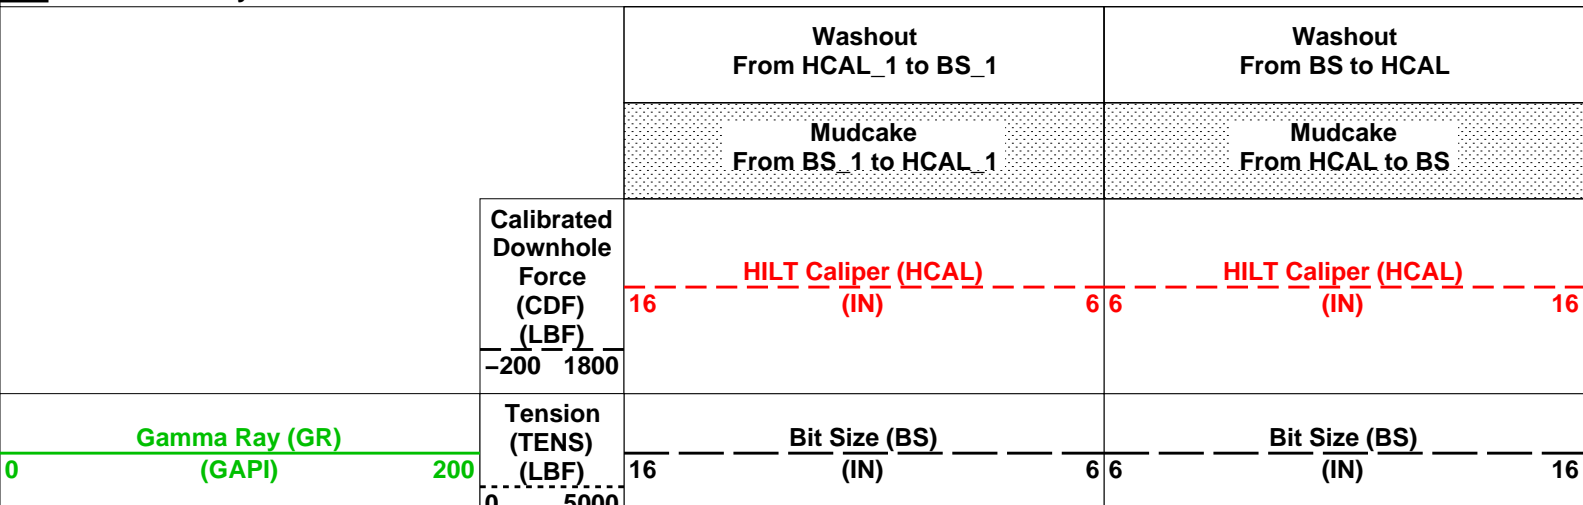 Washout
From HCAL_1 to BS_1
Washout
From BS to HCAL
Mudcake
From BS_1 to HCAL_1
Mudcake
From HCAL to BS
Calibrated
Downhole
Force
(CDF)
(LBF)
−200 1800
HILT Caliper (HCAL)
16 (IN) 6
HILT Caliper (HCAL)
6 (IN) 16
Gamma Ray (GR)
0 (GAPI) 200
Tension
(TENS)
(LBF)
0 5000
Bit Size (BS)
16 (IN) 6
Bit Size (BS)
6 (IN) 16